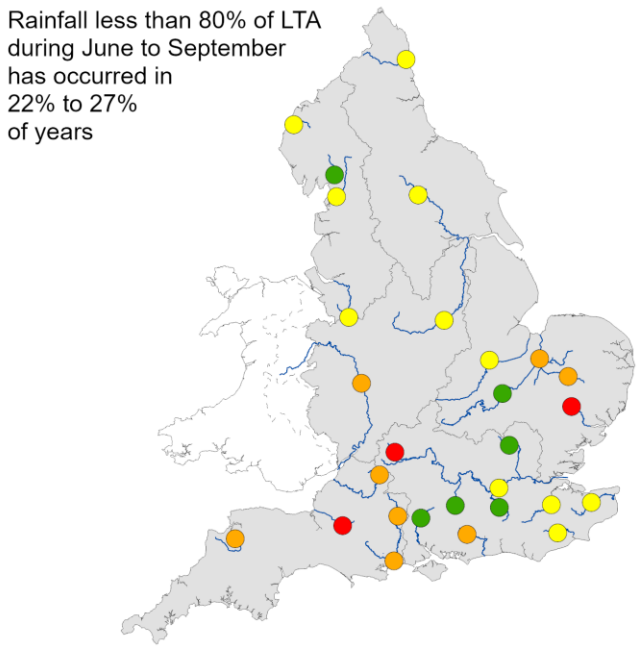 Rainfall less than 80% of LTA
during June to September
has occurred in
22% to 27%
of years